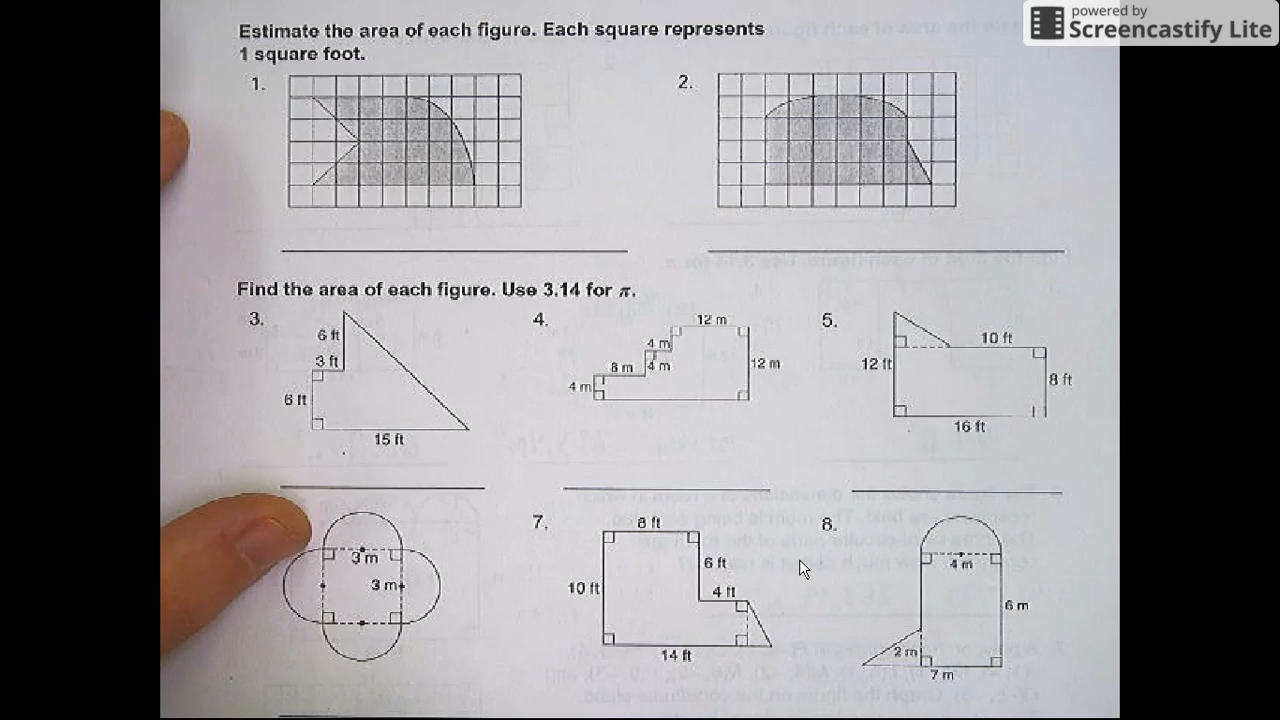 powered by
Screencastify Lite
Estimate the area of each figure. Each square represents
1 square foot.
1.
2.
Find the area of each figure. Use 3.14 for π.
3.
6 ft
3 ft
6 ft
15 ft
4.
12 m
4 m
8 m
4 m
4 m
12 m
5.
10 ft
12 ft
8 ft
16 ft
3 m
3 m
7.
8 ft
6 ft
10 ft
4 ft
14 ft
8.
4 m
6 m
2 m
7 m